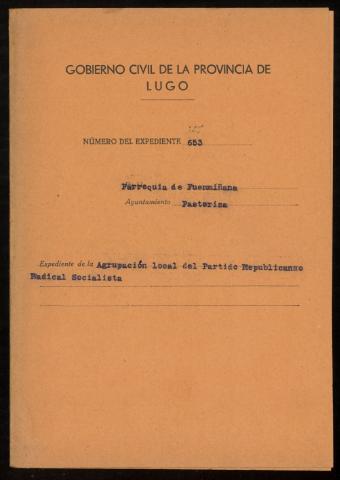 GOBIERNO CIVIL DE LA PROVINCIA DE
LUGO
NÚMERO DEL EXPEDIENTE 653
Parroquia de Fuenmiñana
Ayuntamiento Pastoriza
Expediente de la Agrupación local del Partido Republicanso
Radical Socialista